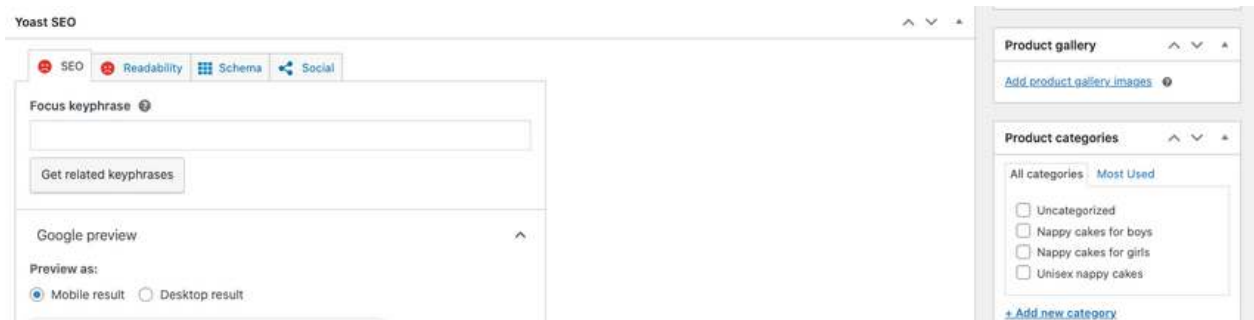 Yoast SEO
SEO
Readability
Schema
Social
Focus keyphrase
Get related keyphrases
Google preview
Preview as:
Mobile result
Desktop result
Product gallery
Add product gallery images
Product categories
All categories
Most Used
Uncategorized
Nappy cakes for boys
Nappy cakes for girls
Unisex nappy cakes
+ Add new category